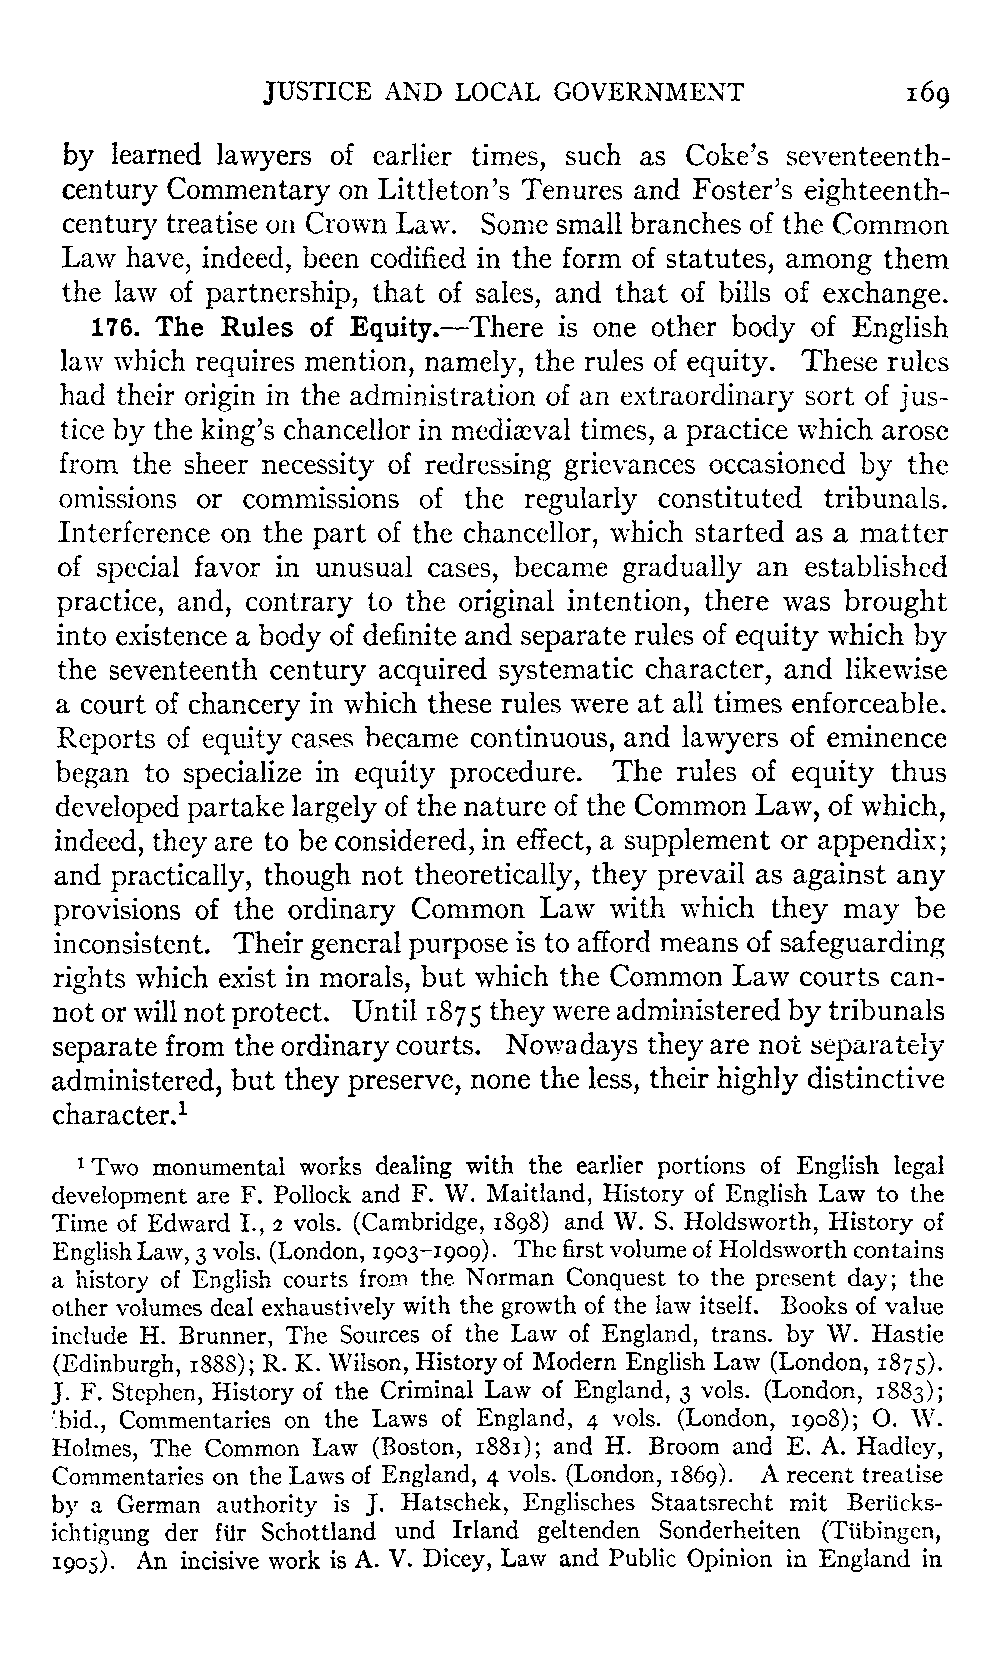 JUSTICE AND LOCAL GOVERNMENT 169
by learned lawyers of earlier times, such as Coke's seventeenth-
century Commentary on Littleton's Tenures and Foster's eighteenth-
century treatise on Crown Law. Some small branches of the Common
Law have, indeed, been codified in the form of statutes, among them
the law of partnership, that of sales, and that of bills of exchange.
176. The Rules of Equity.—There is one other body of English
law which requires mention, namely, the rules of equity. These rules
had their origin in the administration of an extraordinary sort of jus-
tice by the king's chancellor in mediæval times, a practice which arose
from the sheer necessity of redressing grievances occasioned by the
omissions or commissions of the regularly constituted tribunals.
Interference on the part of the chancellor, which started as a matter
of special favor in unusual cases, became gradually an established
practice, and, contrary to the original intention, there was brought
into existence a body of definite and separate rules of equity which by
the seventeenth century acquired systematic character, and likewise
a court of chancery in which these rules were at all times enforceable.
Reports of equity cases became continuous, and lawyers of eminence
began to specialize in equity procedure. The rules of equity thus
developed partake largely of the nature of the Common Law, of which,
indeed, they are to be considered, in effect, a supplement or appendix;
and practically, though not theoretically, they prevail as against any
provisions of the ordinary Common Law with which they may be
inconsistent. Their general purpose is to afford means of safeguarding
rights which exist in morals, but which the Common Law courts can-
not or will not protect. Until 1875 they were administered by tribunals
separate from the ordinary courts. Nowadays they are not separately
administered, but they preserve, none the less, their highly distinctive
character.¹
¹ Two monumental works dealing with the earlier portions of English legal
development are F. Pollock and F. W. Maitland, History of English Law to the
Time of Edward I., 2 vols. (Cambridge, 1898) and W. S. Holdsworth, History of
English Law, 3 vols. (London, 1903–1909). The first volume of Holdsworth contains
a history of English courts from the Norman Conquest to the present day; the
other volumes deal exhaustively with the growth of the law itself. Books of value
include H. Brunner, The Sources of the Law of England, trans. by W. Hastie
(Edinburgh, 1888); R. K. Wilson, History of Modern English Law (London, 1875).
J. F. Stephen, History of the Criminal Law of England, 3 vols. (London, 1883);
ibid., Commentaries on the Laws of England, 4 vols. (London, 1908); O. W.
Holmes, The Common Law (Boston, 1881); and H. Broom and E. A. Hadley,
Commentaries on the Laws of England, 4 vols. (London, 1869). A recent treatise
by a German authority is J. Hatschek, Englisches Staatsrecht mit Berücks-
ichtigung der für Schottland und Irland geltenden Sonderheiten (Tübingen,
1905). An incisive work is A. V. Dicey, Law and Public Opinion in England in